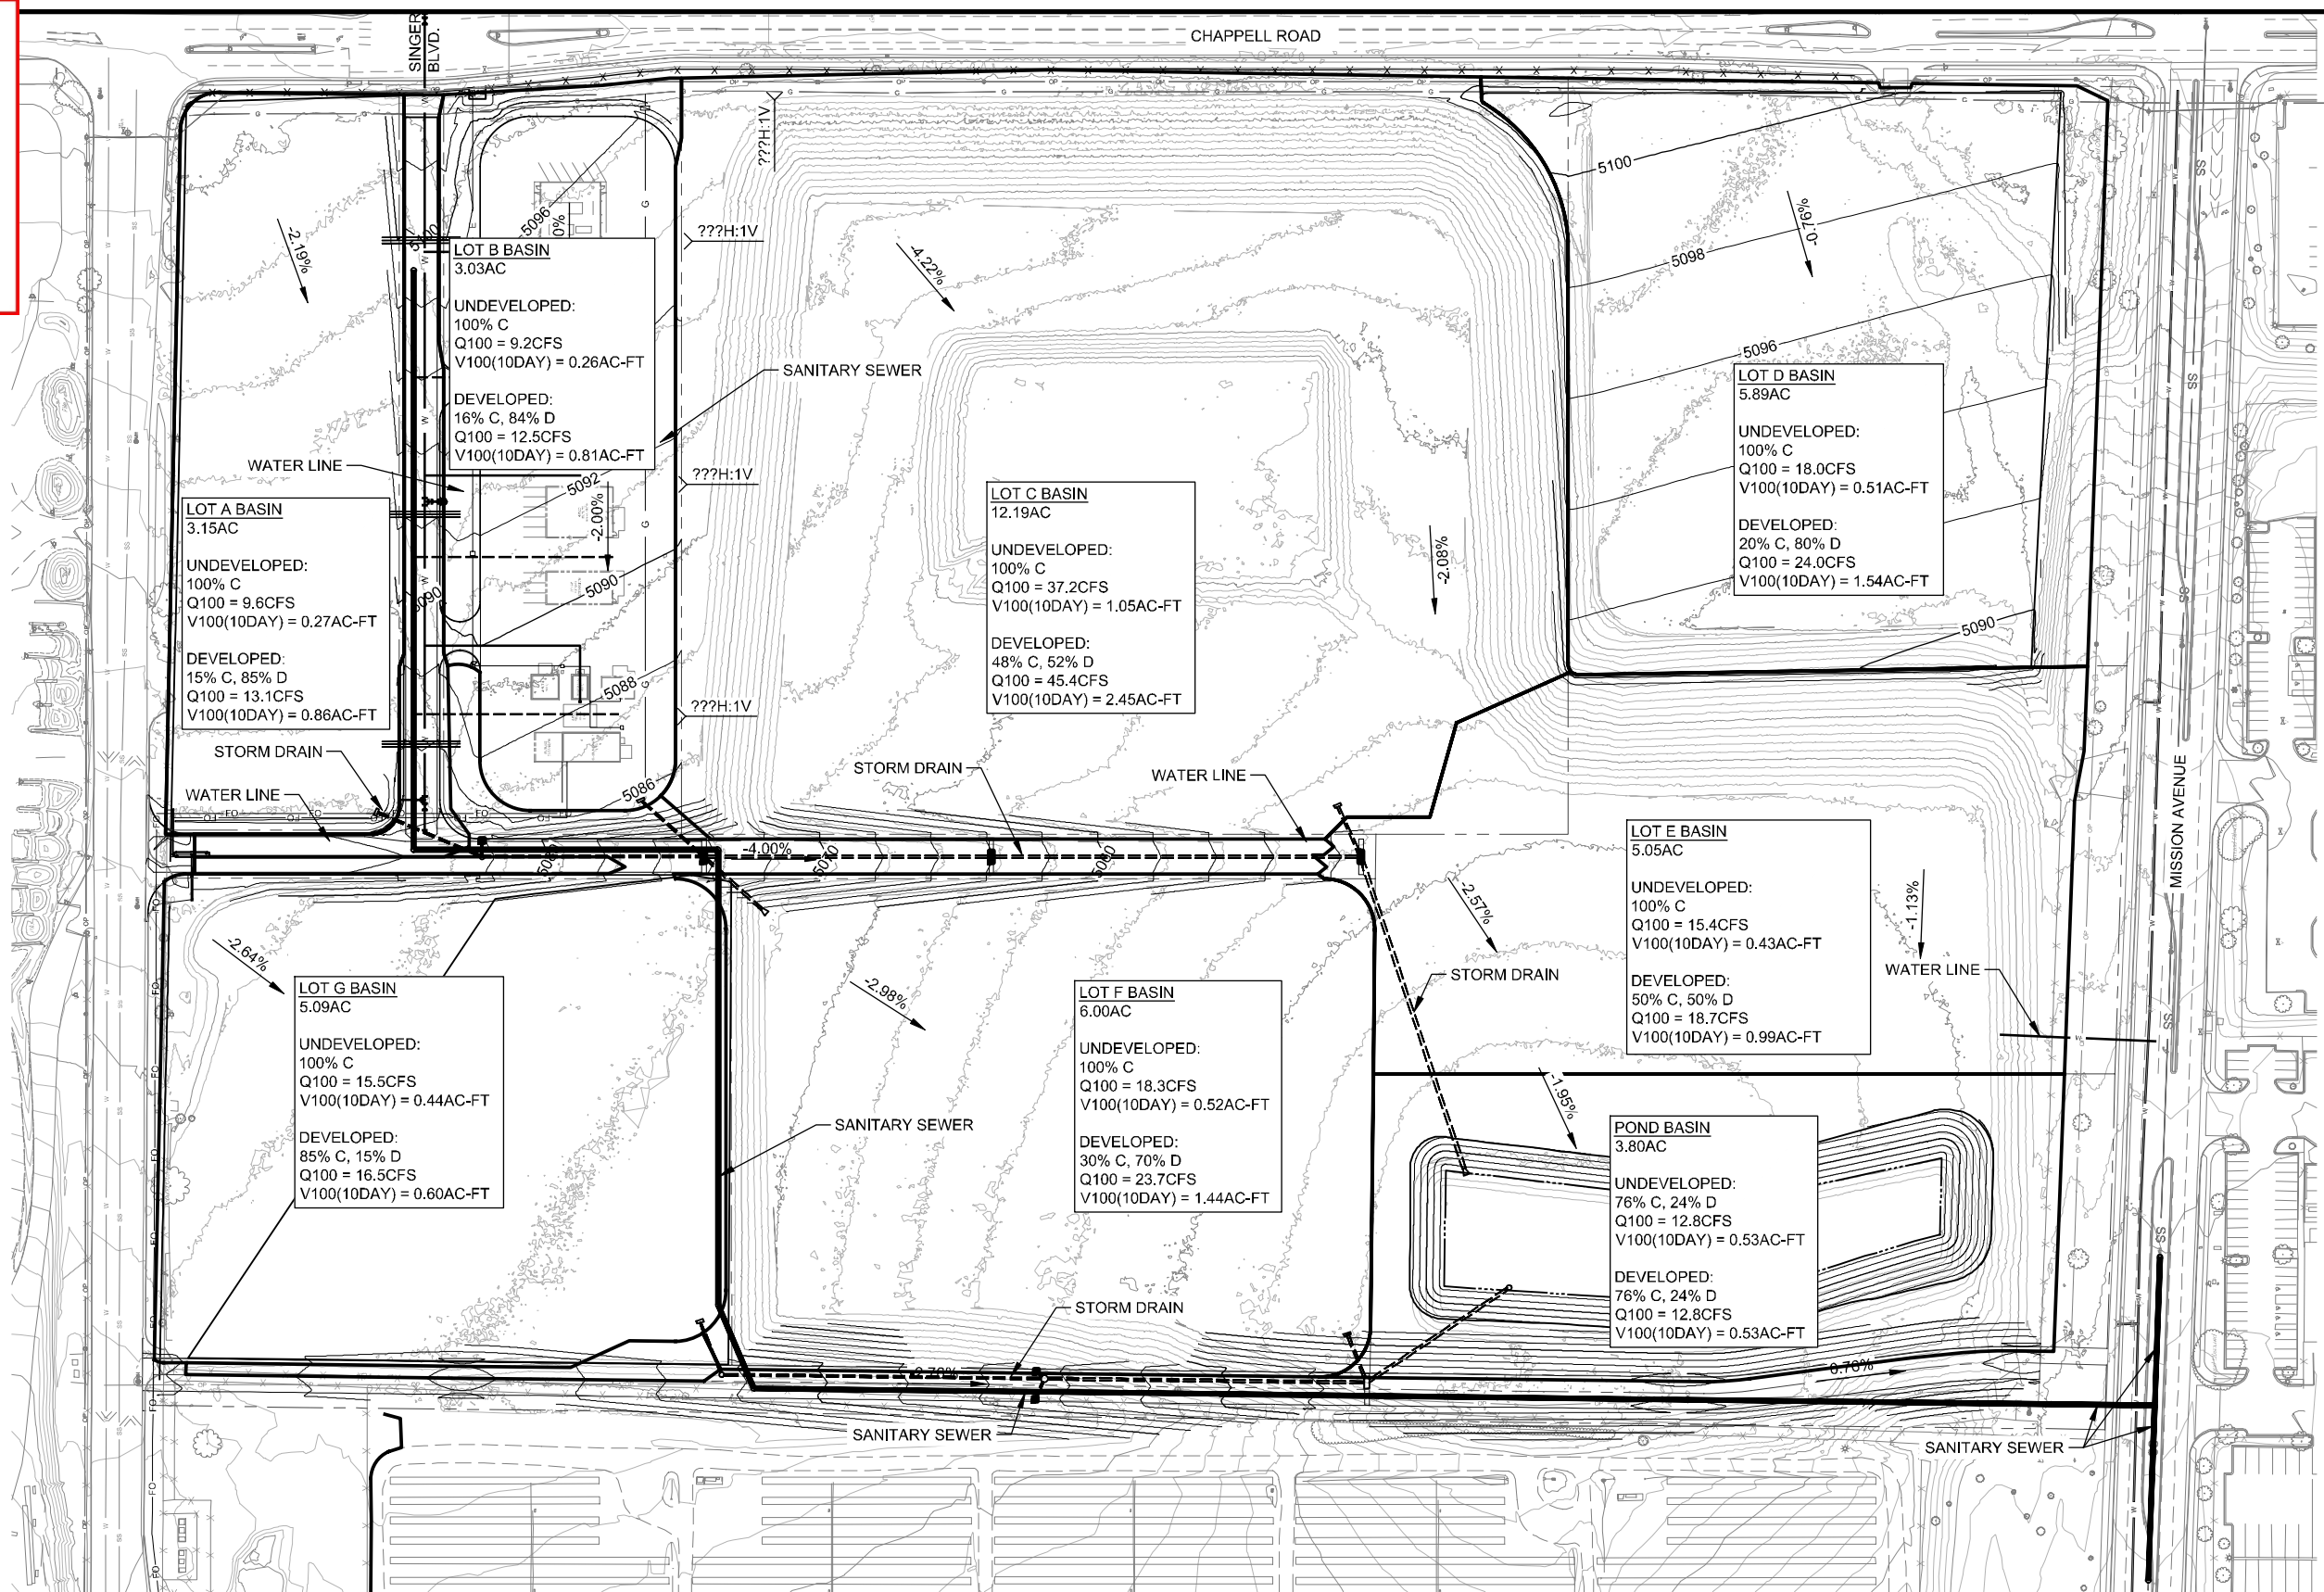 CHAPPELL ROAD
SINGER
BLVD.
???H:1V
???H:1V
???H:1V
???H:1V
-2.19%
-4.22%
-0.76%
-2.08%
-2.00%
5100
5098
5096
5090
5096
5092
5090
5088
5086
5090
LOT B BASIN
3.03AC
UNDEVELOPED:
100% C
Q100 = 9.2CFS
V100(10DAY) = 0.26AC-FT
DEVELOPED:
16% C, 84% D
Q100 = 12.5CFS
V100(10DAY) = 0.81AC-FT
SANITARY SEWER
WATER LINE
LOT D BASIN
5.89AC
UNDEVELOPED:
100% C
Q100 = 18.0CFS
V100(10DAY) = 0.51AC-FT
DEVELOPED:
20% C, 80% D
Q100 = 24.0CFS
V100(10DAY) = 1.54AC-FT
LOT A BASIN
3.15AC
UNDEVELOPED:
100% C
Q100 = 9.6CFS
V100(10DAY) = 0.27AC-FT
DEVELOPED:
15% C, 85% D
Q100 = 13.1CFS
V100(10DAY) = 0.86AC-FT
LOT C BASIN
12.19AC
UNDEVELOPED:
100% C
Q100 = 37.2CFS
V100(10DAY) = 1.05AC-FT
DEVELOPED:
48% C, 52% D
Q100 = 45.4CFS
V100(10DAY) = 2.45AC-FT
STORM DRAIN
WATER LINE
STORM DRAIN
WATER LINE
-4.00%
5070
5060
MISSION AVENUE
LOT E BASIN
5.05AC
UNDEVELOPED:
100% C
Q100 = 15.4CFS
V100(10DAY) = 0.43AC-FT
DEVELOPED:
50% C, 50% D
Q100 = 18.7CFS
V100(10DAY) = 0.99AC-FT
-2.57%
-1.13%
WATER LINE
STORM DRAIN
-2.64%
-2.98%
-1.95%
LOT G BASIN
5.09AC
UNDEVELOPED:
100% C
Q100 = 15.5CFS
V100(10DAY) = 0.44AC-FT
DEVELOPED:
85% C, 15% D
Q100 = 16.5CFS
V100(10DAY) = 0.60AC-FT
LOT F BASIN
6.00AC
UNDEVELOPED:
100% C
Q100 = 18.3CFS
V100(10DAY) = 0.52AC-FT
DEVELOPED:
30% C, 70% D
Q100 = 23.7CFS
V100(10DAY) = 1.44AC-FT
SANITARY SEWER
POND BASIN
3.80AC
UNDEVELOPED:
76% C, 24% D
Q100 = 12.8CFS
V100(10DAY) = 0.53AC-FT
DEVELOPED:
76% C, 24% D
Q100 = 12.8CFS
V100(10DAY) = 0.53AC-FT
STORM DRAIN
0.70%
SANITARY SEWER
SANITARY SEWER